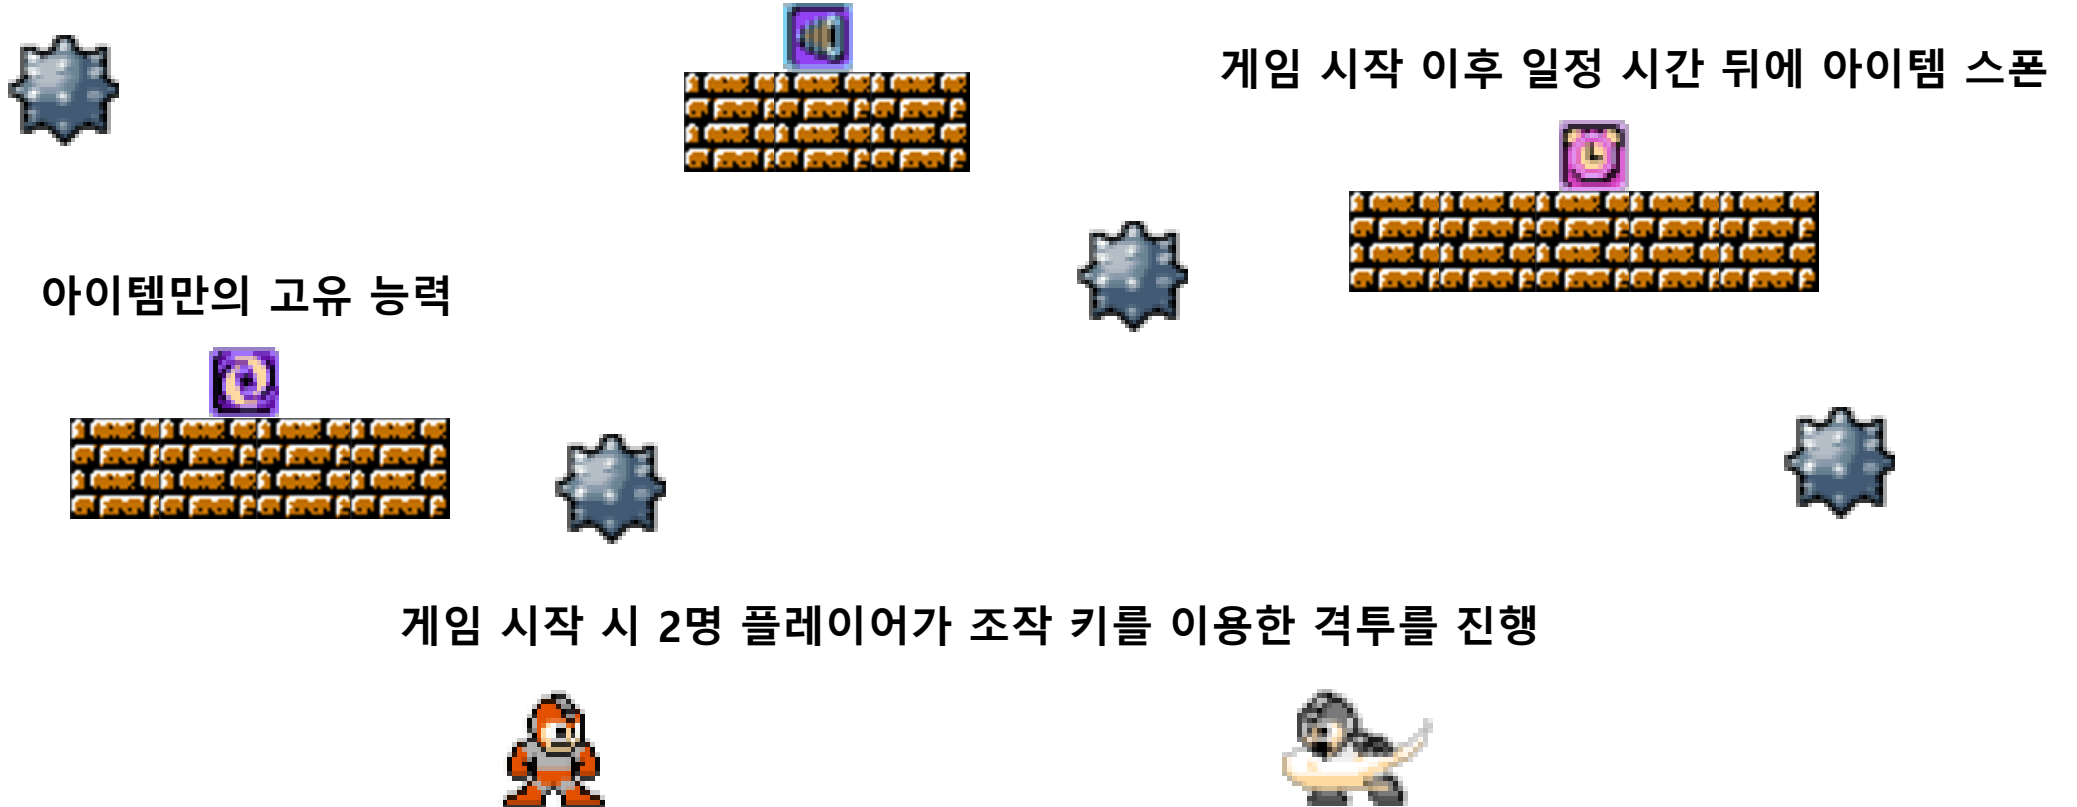 게임 시작 이후 일정 시간 뒤에 아이템 스폰
아이템만의 고유 능력
게임 시작 시 2명 플레이어가 조작 키를 이용한 격투를 진행